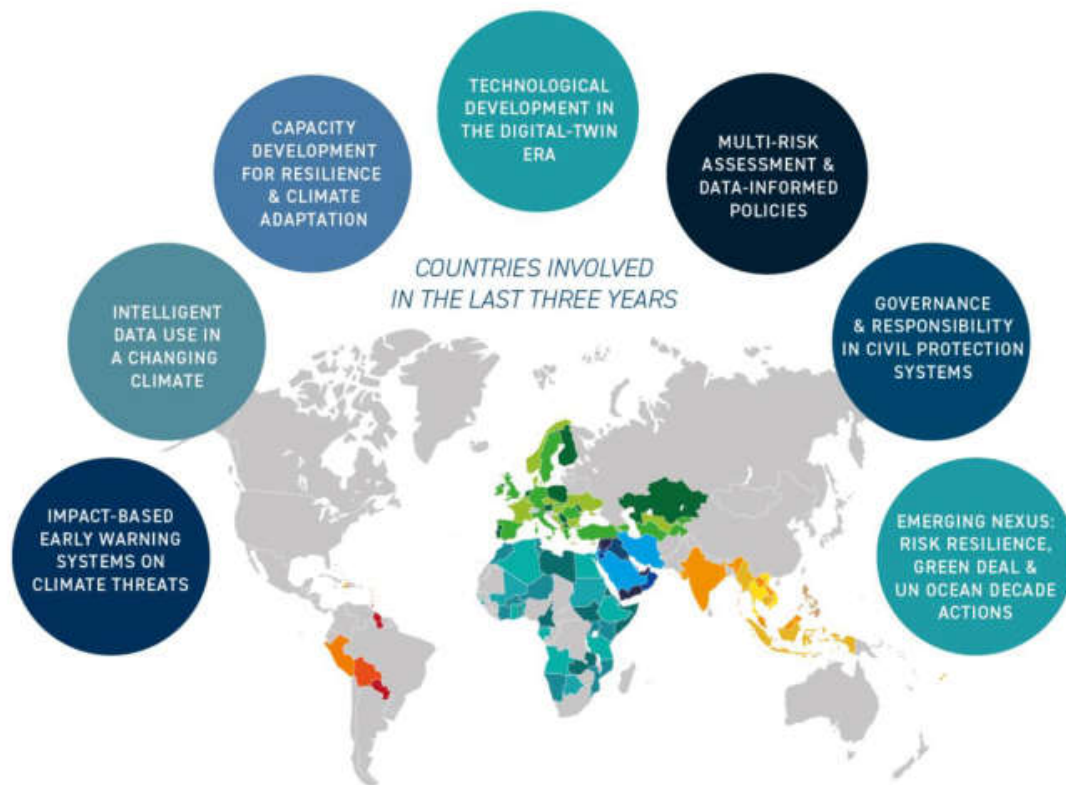 TECHNOLOGICAL
DEVELOPMENT IN
THE DIGITAL-TWIN
ERA
CAPACITY
DEVELOPMENT
FOR RESILIENCE
& CLIMATE
ADAPTATION
MULTI-RISK
ASSESSMENT &
DATA-INFORMED
POLICIES
COUNTRIES INVOLVED
IN THE LAST THREE YEARS
INTELLIGENT
DATA USE IN
A CHANGING
CLIMATE
GOVERNANCE
& RESPONSIBILITY
IN CIVIL PROTECTION
SYSTEMS
IMPACT-BASED
EARLY WARNING
SYSTEMS ON
CLIMATE THREATS
EMERGING NEXUS:
RISK RESILIENCE,
GREEN DEAL &
UN OCEAN DECADE
ACTIONS